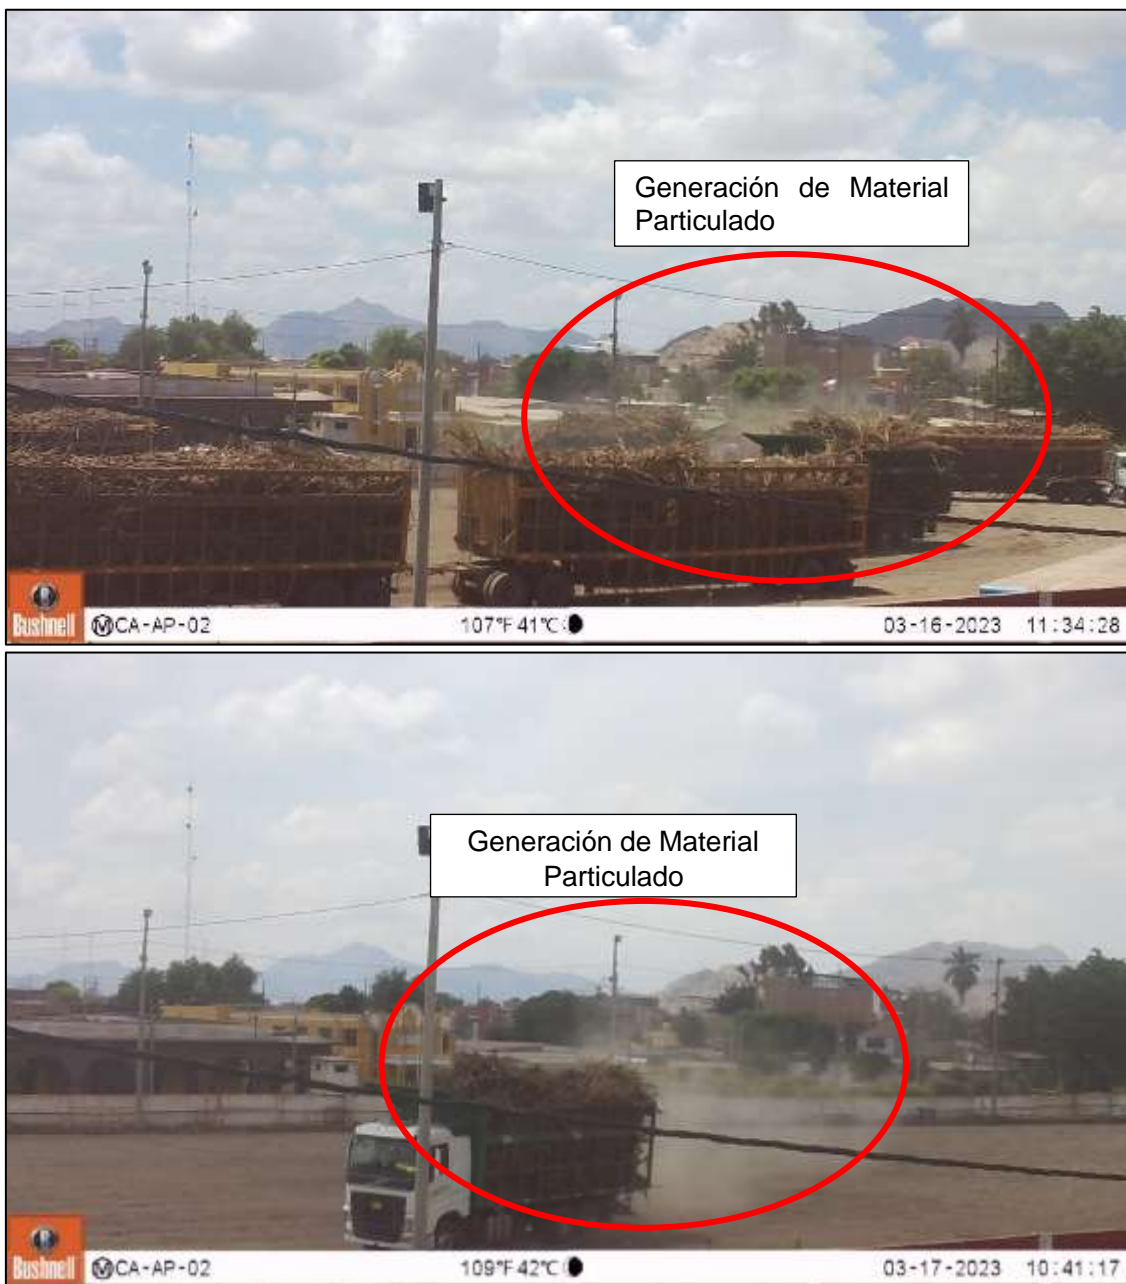 Generación de Material
Particulado
Bushnell
M CA-AP-02 107°F 41°C 03-16-2023 11:34:28
Generación de Material
Particulado
Bushnell
M CA-AP-02 109°F 42°C 03-17-2023 10:41:17